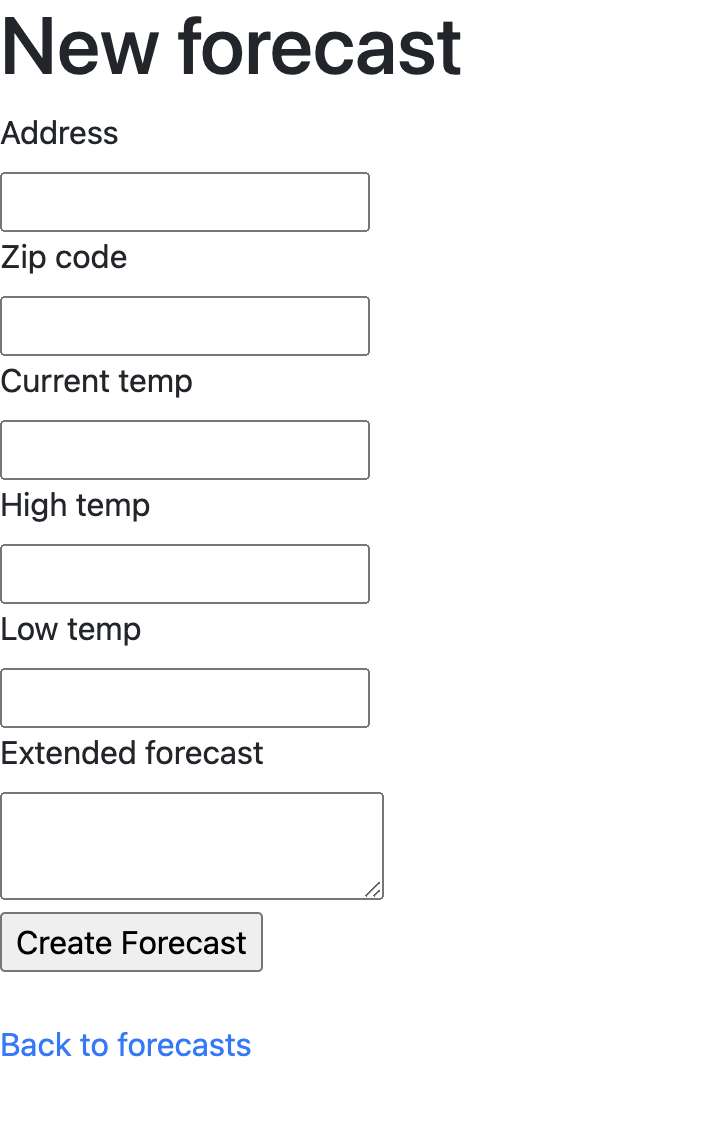 New forecast
Address
Zip code
Current temp
High temp
Low temp
Extended forecast
Create Forecast
Back to forecasts